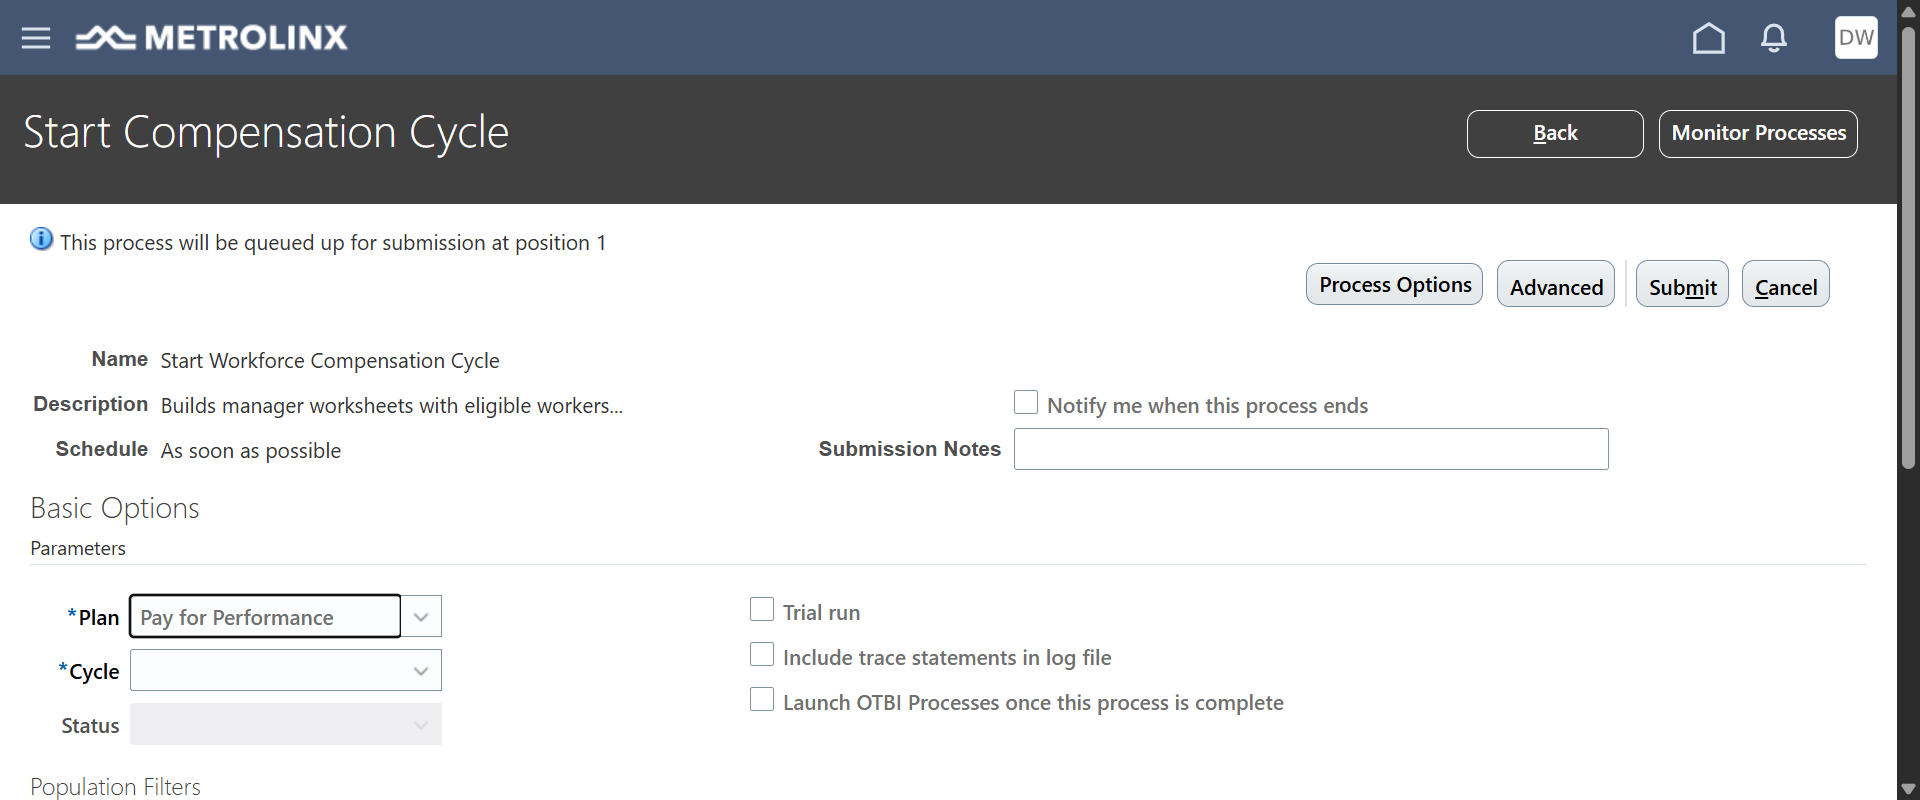 METROLINX
DW
Start Compensation Cycle
Back
Monitor Processes
This process will be queued up for submission at position 1
Process Options
Advanced
Submit
Cancel
Name Start Workforce Compensation Cycle
Description Builds manager worksheets with eligible workers...
Notify me when this process ends
Schedule As soon as possible
Submission Notes
Basic Options
Parameters
*Plan Pay for Performance
Trial run
*Cycle
Include trace statements in log file
Launch OTBI Processes once this process is complete
Status
Population Filters